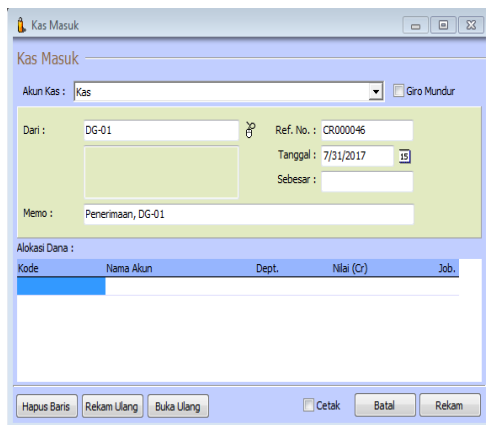 Kas Masuk
Kas Masuk
Akun Kas : Kas Giro Mundur
Dari : DG-01 Ref. No. : CR000046
Tanggal : 7/31/2017 15
Sebesar :
Memo : Penerimaan, DG-01
Alokasi Dana :
Kode Nama Akun Dept. Nilai (Cr) Job.
Hapus Baris Rekam Ulang Buka Ulang Cetak Batal Rekam